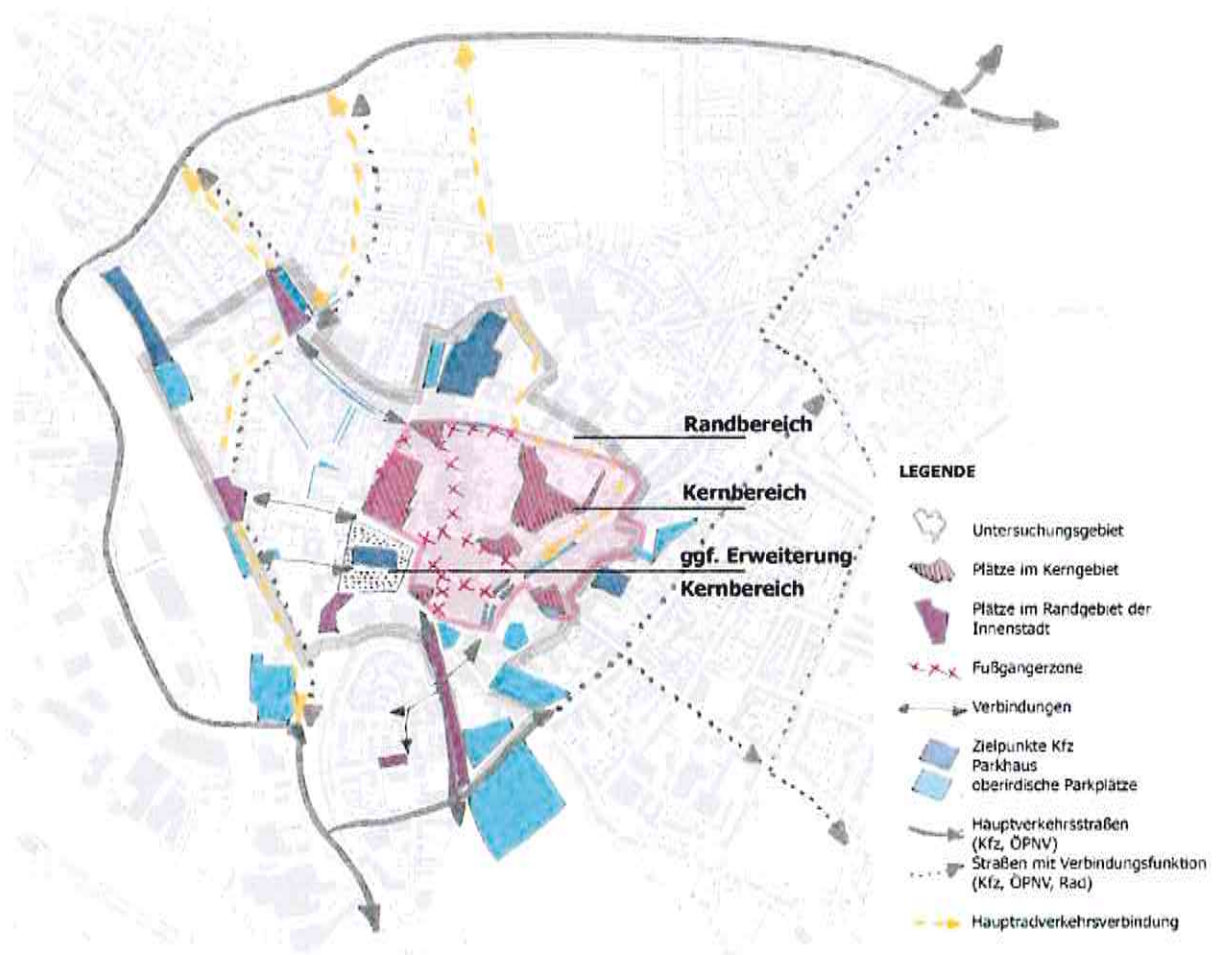 Randbereich
Kernbereich
ggf. Erweiterung
Kernbereich
LEGENDE
Untersuchungsgebiet
Plätze im Kerngebiet
Plätze im Randgebiet der
Innenstadt
Fußgängerzone
Verbindungen
Zielpunkte Kfz
Parkhaus
oberirdische Parkplätze
Hauptverkehrsstraßen
(Kfz, ÖPNV)
Straßen mit Verbindungsfunktion
(Kfz, ÖPNV, Rad)
Hauptradverkehrsverbindung